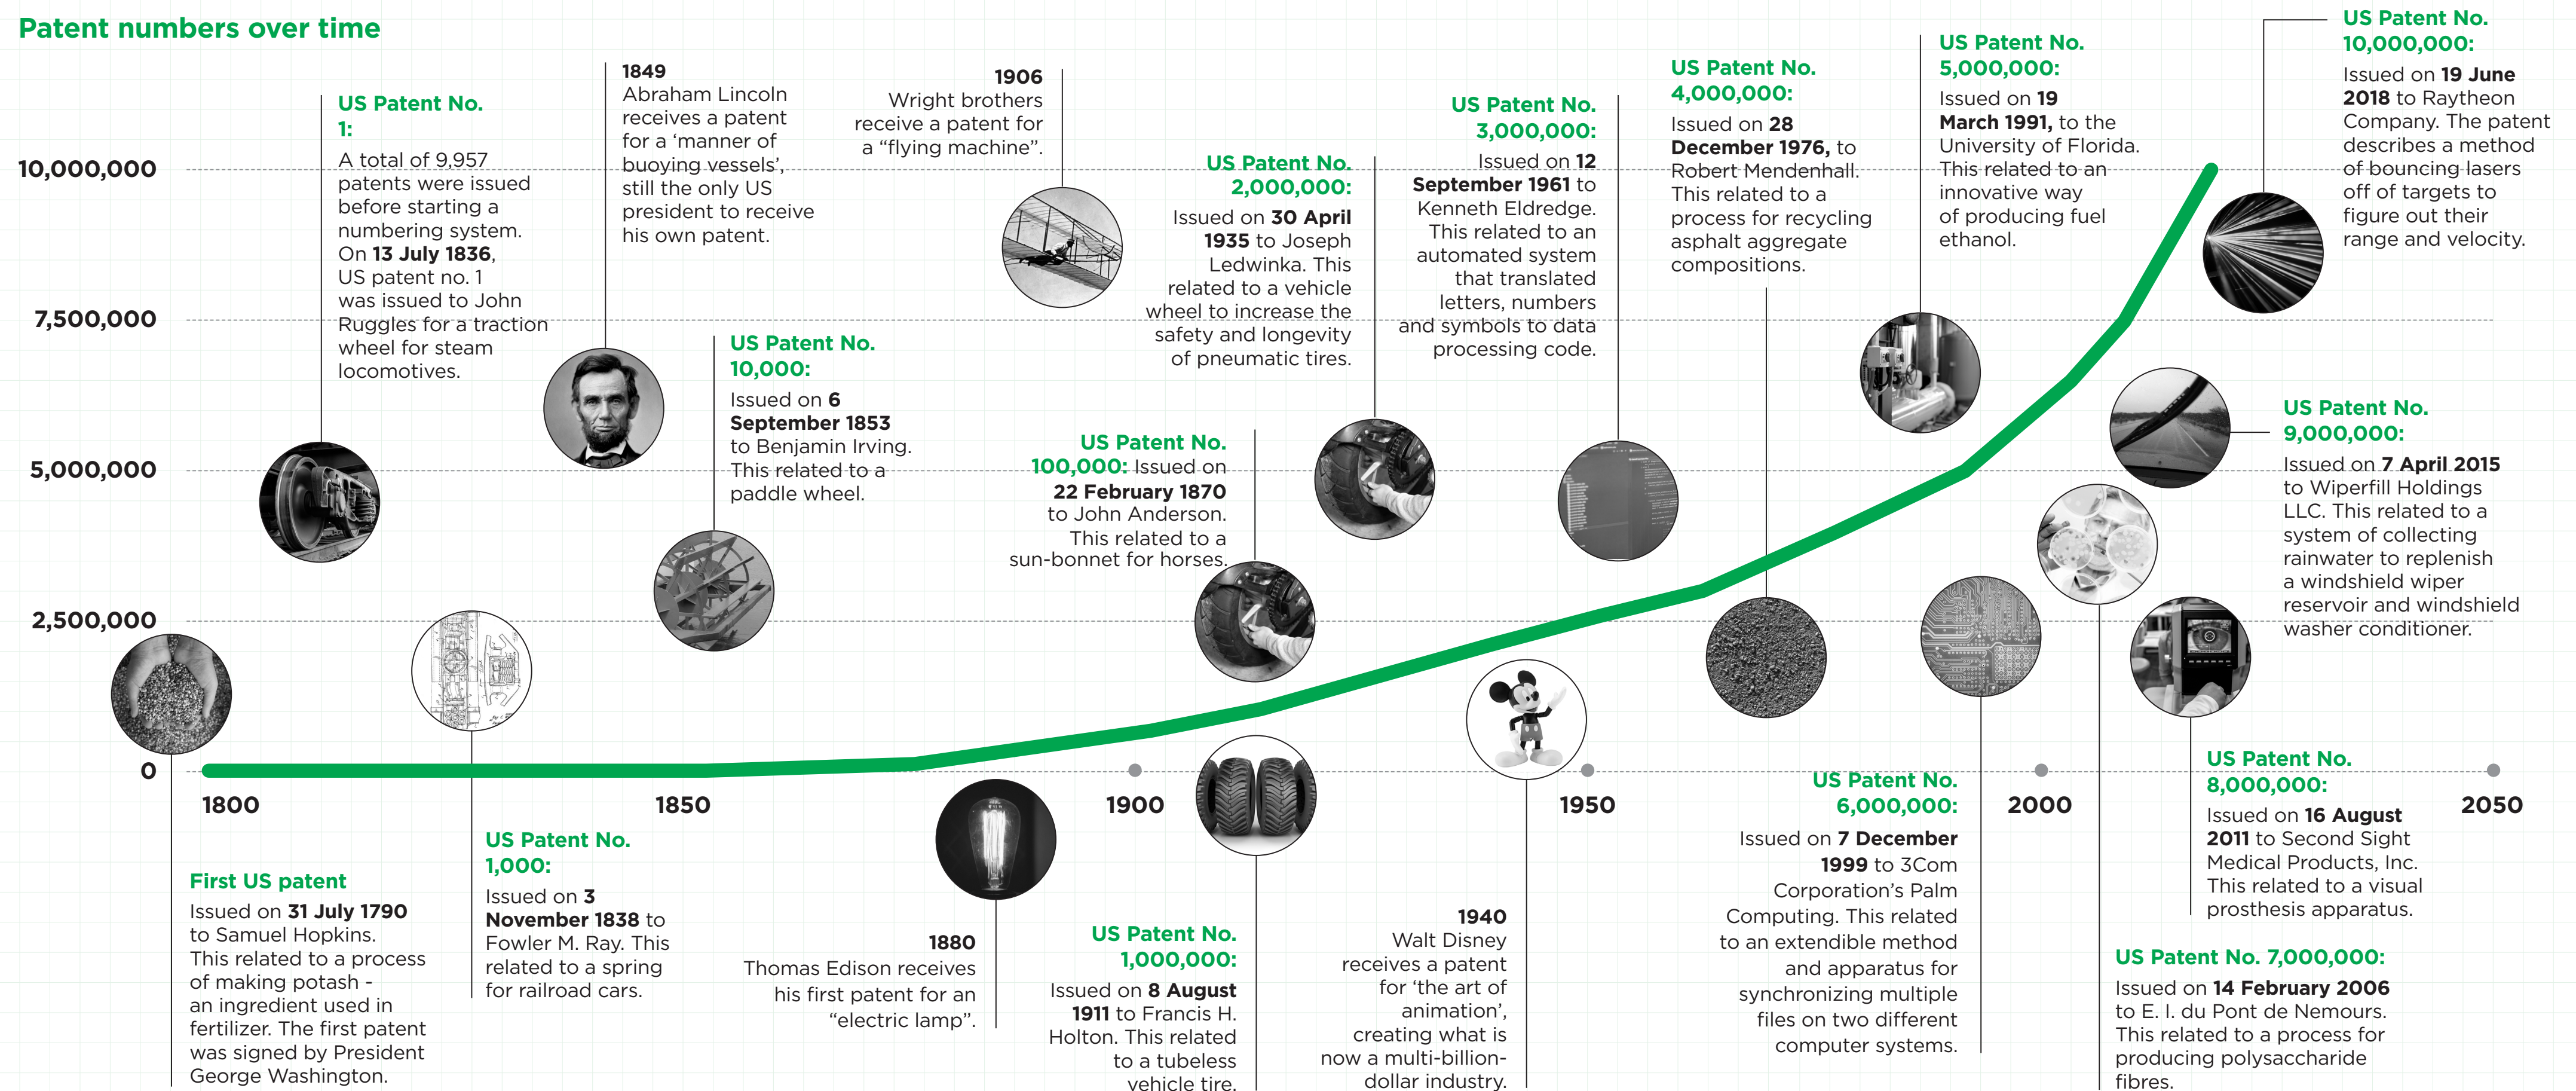 Patent numbers over time
10,000,000
7,500,000
5,000,000
2,500,000
0
1800
1850
1900
1950
2000
2050
First US patent
Issued on 31 July 1790
to Samuel Hopkins.
This related to a process
of making potash -
an ingredient used in
fertilizer. The first patent
was signed by President
George Washington.
US Patent No.
1:
A total of 9,957
patents were issued
before starting a
numbering system.
On 13 July 1836,
US patent no. 1
was issued to John
Ruggles for a traction
wheel for steam
locomotives.
US Patent No.
1,000:
Issued on 3
November 1838 to
Fowler M. Ray. This
related to a spring
for railroad cars.
1849
Abraham Lincoln
receives a patent
for a ‘manner of
buoying vessels’,
still the only US
president to receive
his own patent.
US Patent No.
10,000:
Issued on 6
September 1853
to Benjamin Irving.
This related to a
paddle wheel.
1880
Thomas Edison receives
his first patent for an
“electric lamp”.
1906
Wright brothers
receive a patent for
a “flying machine”.
US Patent No.
100,000: Issued on
22 February 1870
to John Anderson.
This related to a
sun-bonnet for horses.
US Patent No.
1,000,000:
Issued on 8 August
1911 to Francis H.
Holton. This related
to a tubeless
vehicle tire.
US Patent No.
2,000,000:
Issued on 30 April
1935 to Joseph
Ledwinka. This
related to a vehicle
wheel to increase the
safety and longevity
of pneumatic tires.
1940
Walt Disney
receives a patent
for ‘the art of
animation’,
creating what is
now a multi-billion-
dollar industry.
US Patent No.
3,000,000:
Issued on 12
September 1961 to
Kenneth Eldredge.
This related to an
automated system
that translated
letters, numbers
and symbols to data
processing code.
US Patent No.
4,000,000:
Issued on 28
December 1976, to
Robert Mendenhall.
This related to a
process for recycling
asphalt aggregate
compositions.
US Patent No.
5,000,000:
Issued on 19
March 1991, to the
University of Florida.
This related to an
innovative way
of producing fuel
ethanol.
US Patent No.
6,000,000:
Issued on 7 December
1999 to 3Com
Corporation’s Palm
Computing. This related
to an extendible method
and apparatus for
synchronizing multiple
files on two different
computer systems.
US Patent No. 7,000,000:
Issued on 14 February 2006
to E. I. du Pont de Nemours.
This related to a process for
producing polysaccharide
fibres.
US Patent No.
8,000,000:
Issued on 16 August
2011 to Second Sight
Medical Products, Inc.
This related to a visual
prosthesis apparatus.
US Patent No.
9,000,000:
Issued on 7 April 2015
to Wiperfill Holdings
LLC. This related to a
system of collecting
rainwater to replenish
a windshield wiper
reservoir and windshield
washer conditioner.
US Patent No.
10,000,000:
Issued on 19 June
2018 to Raytheon
Company. The patent
describes a method
of bouncing lasers
off of targets to
figure out their
range and velocity.